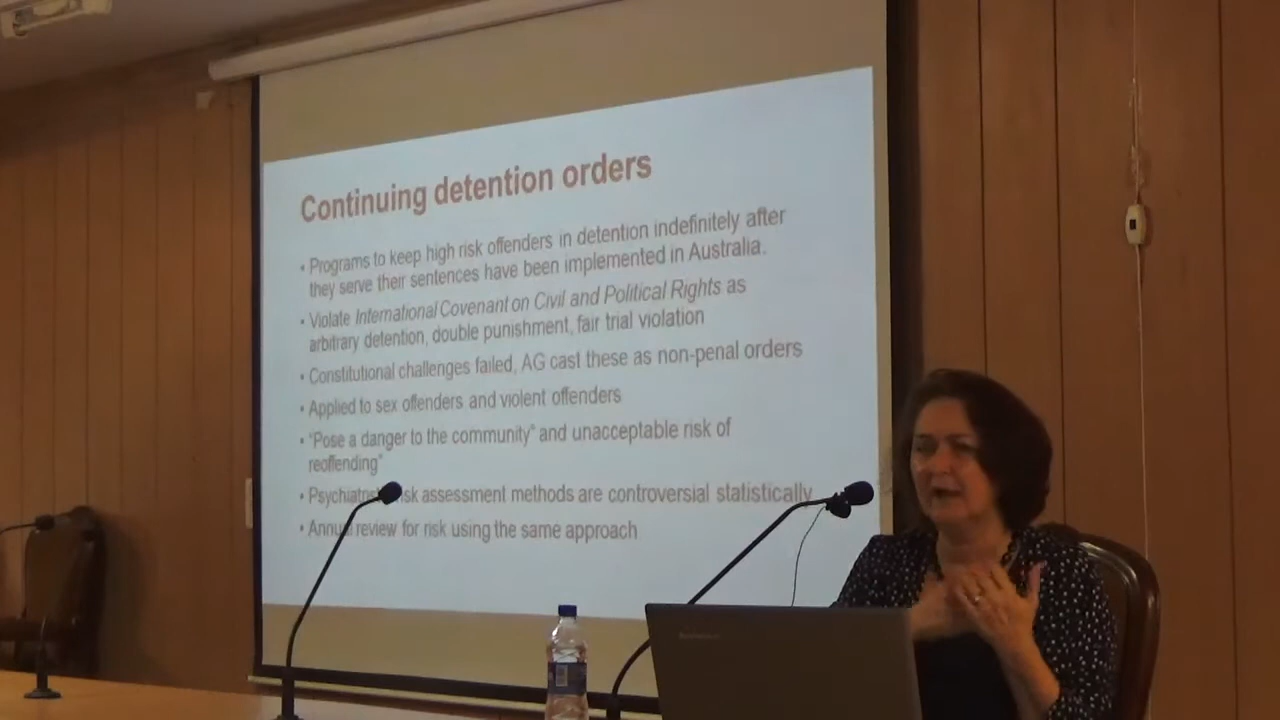 Continuing detention orders
• Programs to keep high risk offenders in detention indefinitely after
they serve their sentences have been implemented in Australia.
• Violate International Covenant on Civil and Political Rights as
arbitrary detention, double punishment, fair trial violation
• Constitutional challenges failed, AG cast these as non-penal orders
• Applied to sex offenders and violent offenders
• "Pose a danger to the community" and unacceptable risk of
reoffending"
• assessment methods are controversial statistically
• Annual review for risk using the same approach